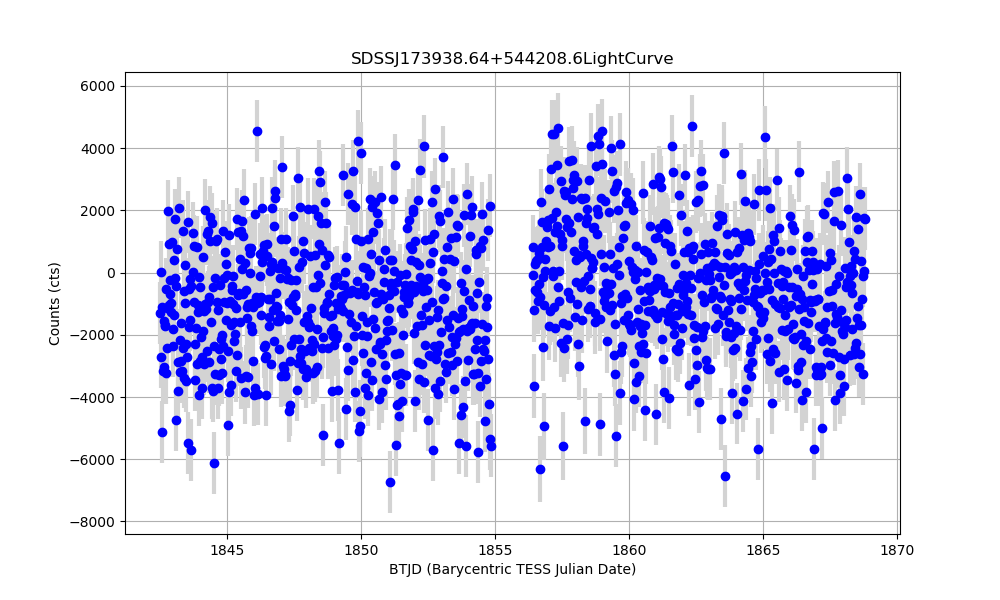 SDSSJ173938.64+544208.6LightCurve
6000
4000
2000
0
−2000
−4000
−6000
−8000
Counts (cts)
1845 1850 1855 1860 1865 1870
BTJD (Barycentric TESS Julian Date)